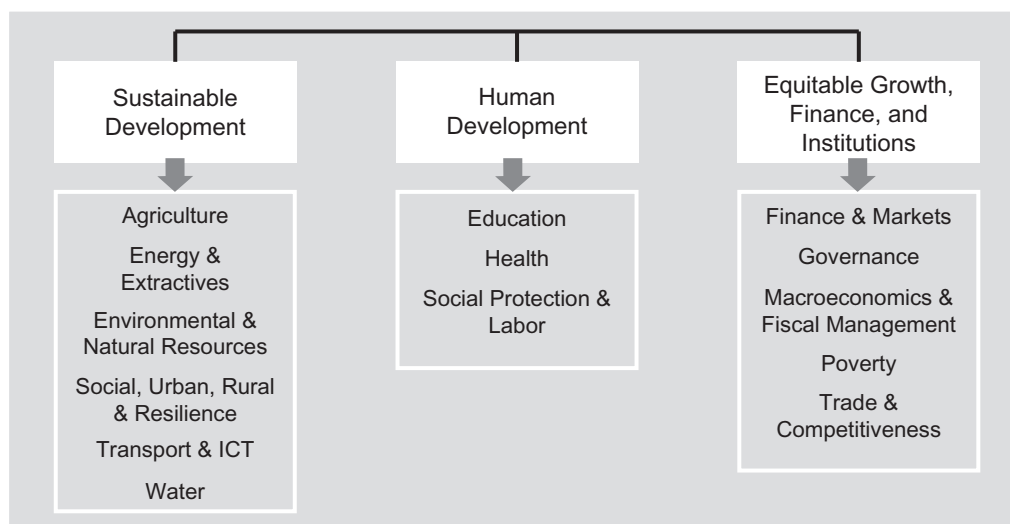 Sustainable
Development
Agriculture
Energy &
Extractives
Environmental &
Natural Resources
Social, Urban, Rural
& Resilience
Transport & ICT
Water
Human
Development
Education
Health
Social Protection &
Labor
Equitable Growth,
Finance, and
Institutions
Finance & Markets
Governance
Macroeconomics &
Fiscal Management
Poverty
Trade &
Competitiveness